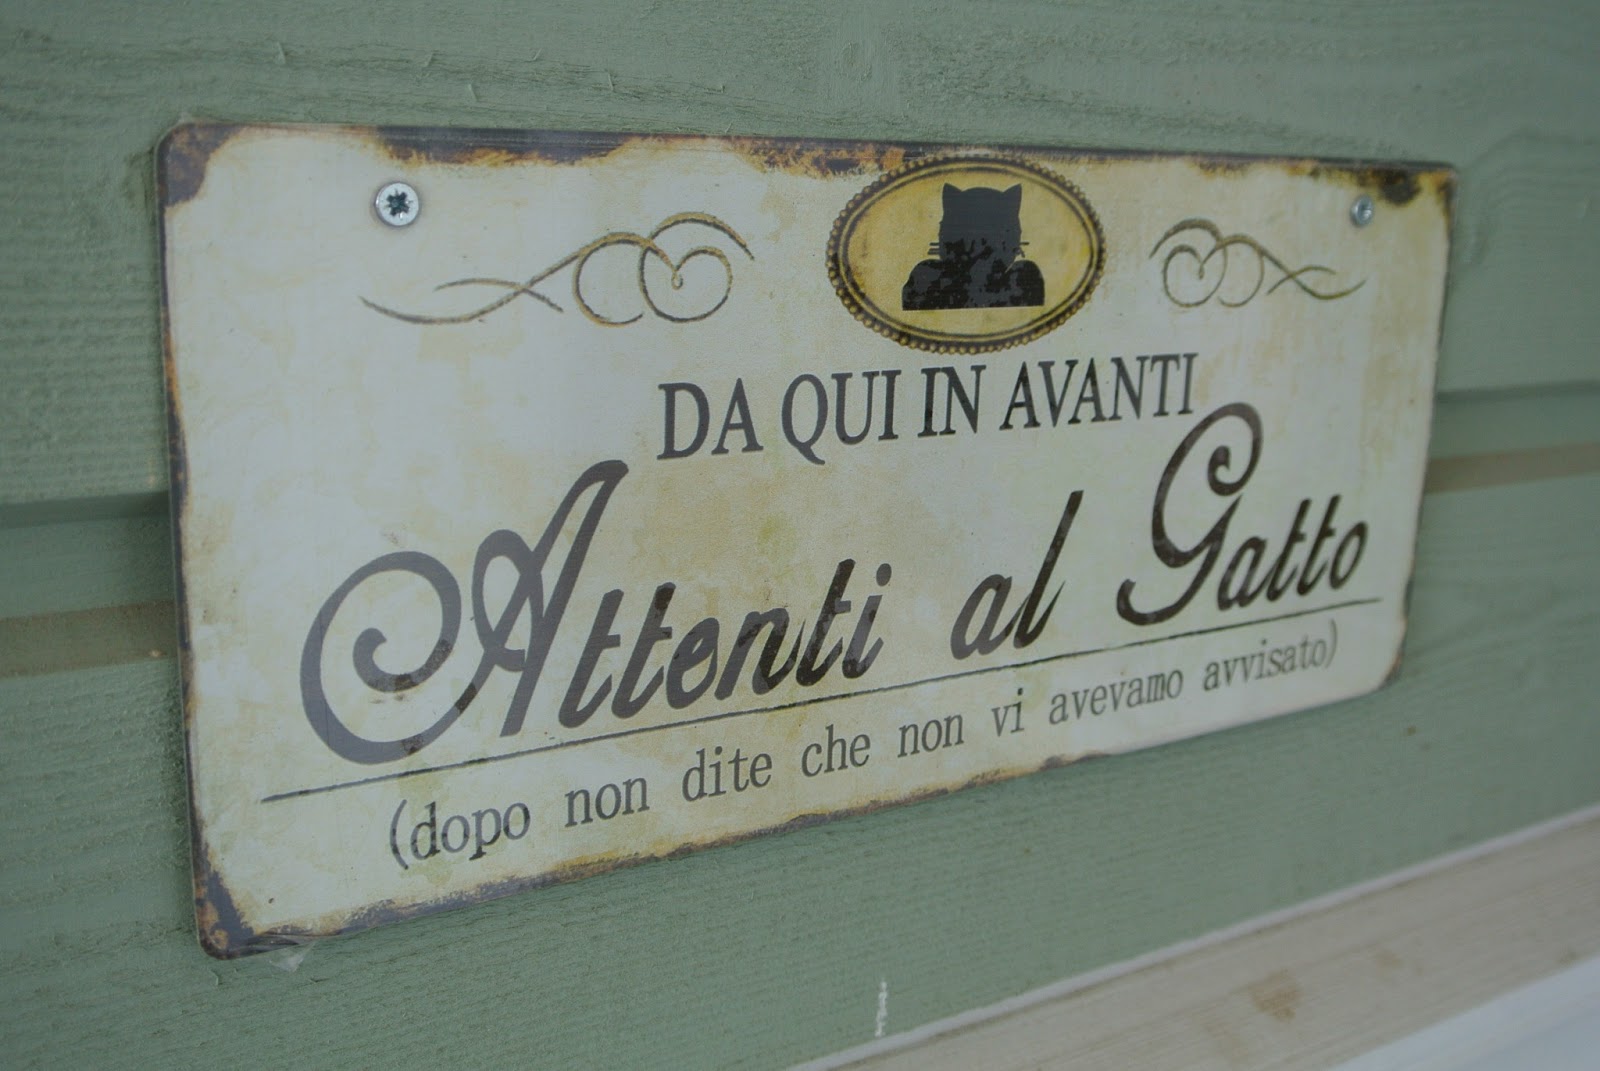 DA QUI IN AVANTI
Attenti al Gatto
(dopo non dite che non vi avevamo avvisato)